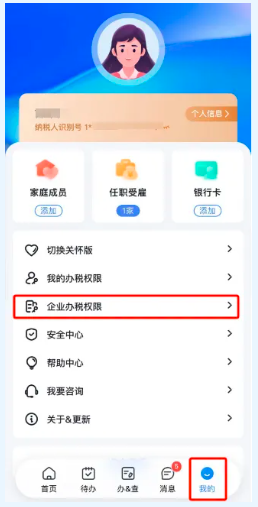 个人信息 >
纳税人识别号 1*
家庭成员
任职受雇
银行卡
添加
1家
添加
切换关怀版
我的办税权限
企业办税权限
安全中心
帮助中心
我要咨询
关于&更新
5
首页
待办
办&查
消息
我的